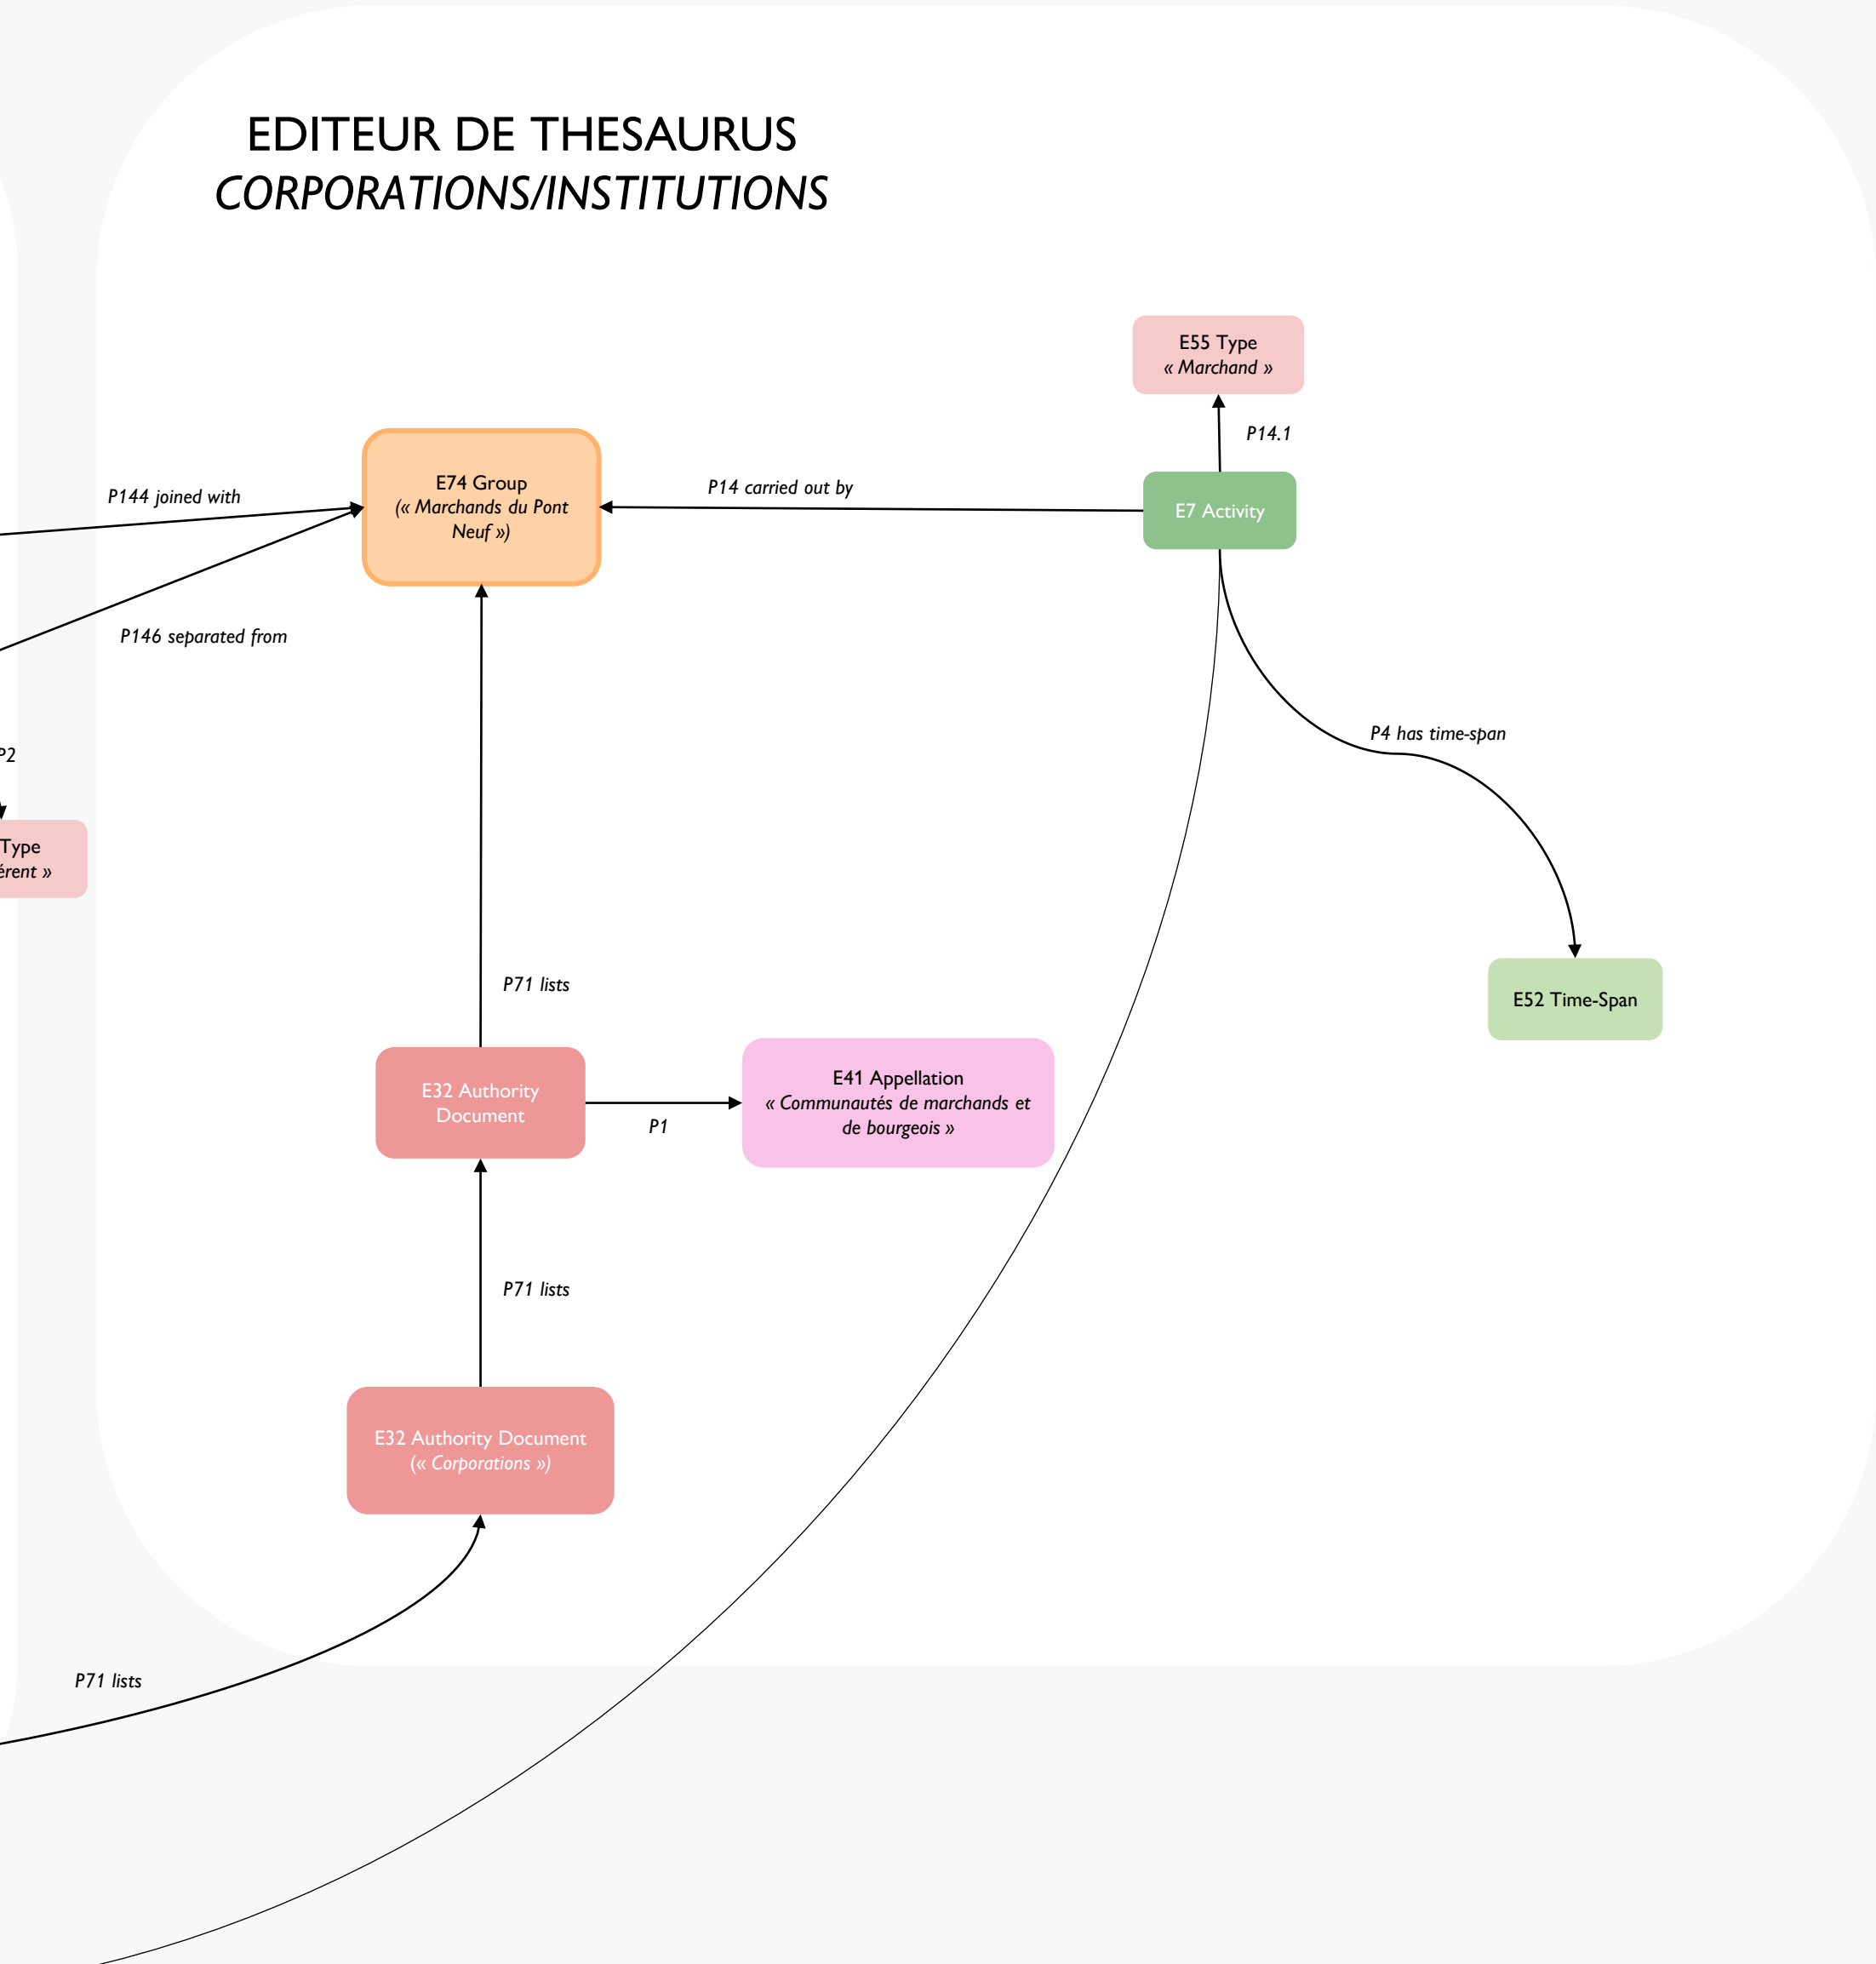 EDITEUR DE THESAURUS
CORPORATIONS/INSTITUTIONS
E55 Type
« Marchand »
P14.1
E74 Group
(« Marchands du Pont
Neuf »)
P144 joined with
P14 carried out by
E7 Activity
P146 separated from
P4 has time-span
P2
Type
érent »
P71 lists
E52 Time-Span
E32 Authority
Document
E41 Appellation
« Communautés de marchands et
de bourgeois »
P1
P71 lists
E32 Authority Document
(« Corporations »)
P71 lists